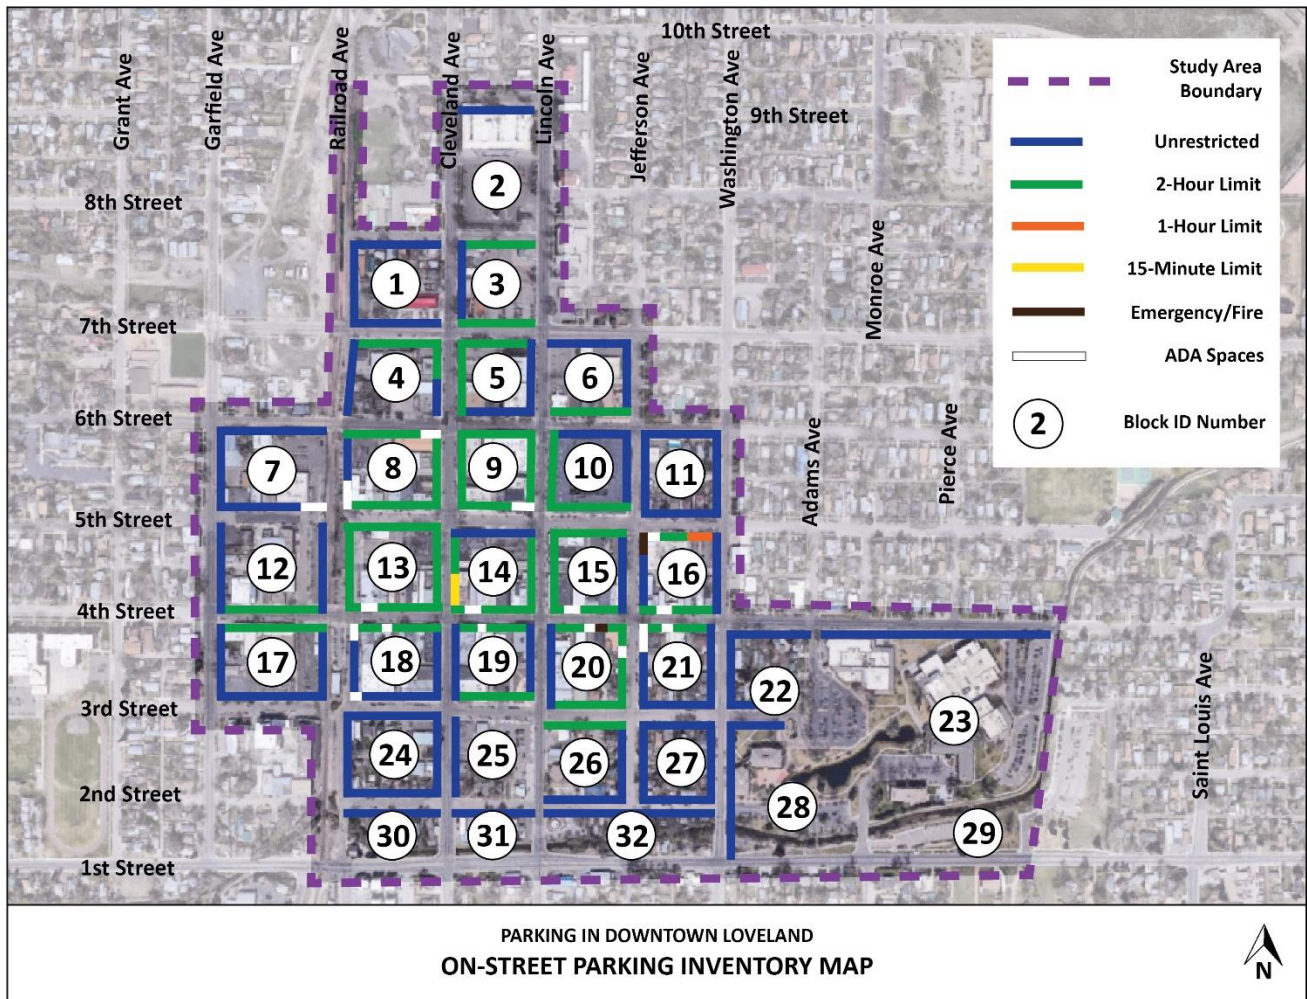 10th Street
Grant Ave
Garfield Ave
Railroad Ave
Cleveland Ave
Lincoln Ave
Jefferson Ave
Washington Ave
9th Street
8th Street
Monroe Ave
7th Street
6th Street
Adams Ave
Pierce Ave
5th Street
4th Street
3rd Street
Saint Louis Ave
2nd Street
1st Street
Study Area
Boundary
Unrestricted
2-Hour Limit
1-Hour Limit
15-Minute Limit
Emergency/Fire
ADA Spaces
2
Block ID Number
2
1
3
4
5
6
7
8
9
10
11
12
13
14
15
16
17
18
19
20
21
22
23
24
25
26
27
28
29
30
31
32
PARKING IN DOWNTOWN LOVELAND
ON-STREET PARKING INVENTORY MAP
N